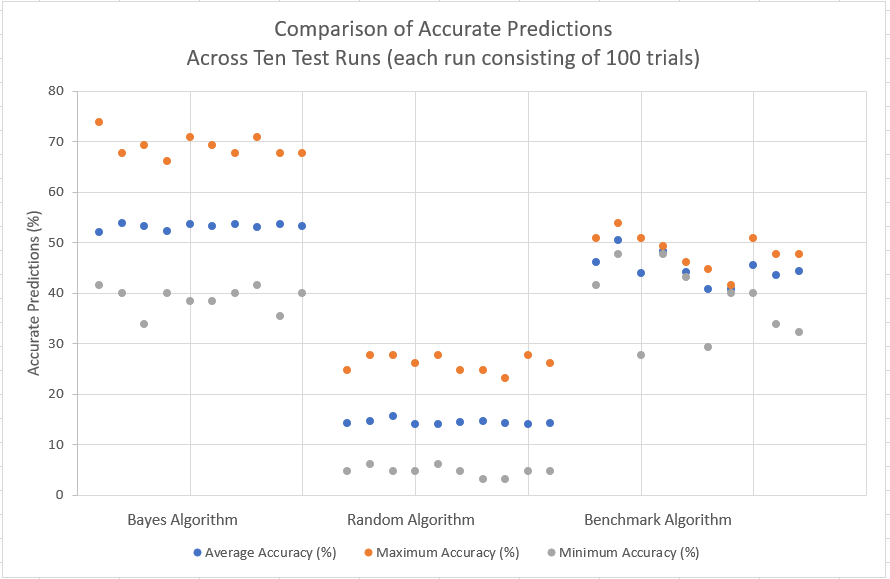 Comparison of Accurate Predictions
Across Ten Test Runs (each run consisting of 100 trials)
Accurate Predictions (%)
80
70
60
50
40
30
20
10
0
Bayes Algorithm Random Algorithm Benchmark Algorithm
Average Accuracy (%) Maximum Accuracy (%) Minimum Accuracy (%)